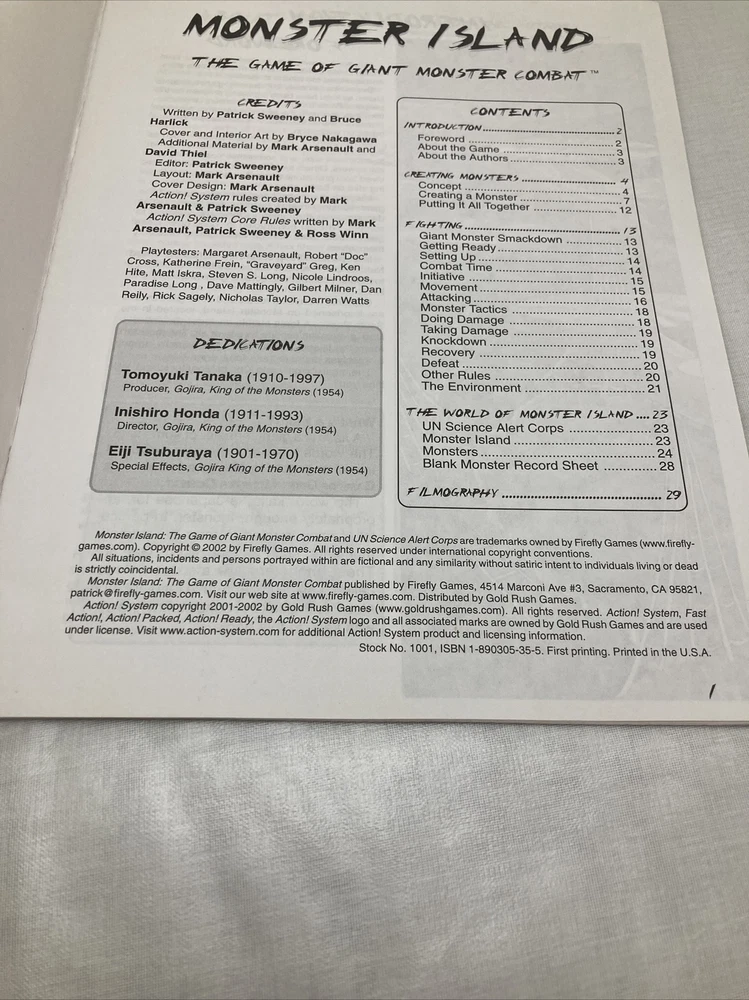 MONSTER ISLAND
THE GAME OF GIANT MONSTER COMBAT™
CREDITS
Written by Patrick Sweeney and Bruce
Harlick
Cover and Interior Art by Bryce Nakagawa
Additional Material by Mark Arsenault and
David Thiel
Editor: Patrick Sweeney
Layout: Mark Arsenault
Cover Design: Mark Arsenault
Action! System rules created by Mark
Arsenault & Patrick Sweeney
Action! System Core Rules written by Mark
Arsenault, Patrick Sweeney & Ross Winn
Playtesters: Margaret Arsenault, Robert "Doc"
Cross, Katherine Frein, "Graveyard" Greg, Ken
Hite, Matt Iskra, Steven S. Long, Nicole Lindroos,
Paradise Long , Dave Mattingly, Gilbert Milner, Dan
Reily, Rick Sagely, Nicholas Taylor, Darren Watts
DEDICATIONS
Tomoyuki Tanaka (1910-1997)
Producer, Gojira, King of the Monsters (1954)
Inishiro Honda (1911-1993)
Director, Gojira, King of the Monsters (1954)
Eiji Tsuburaya (1901-1970)
Special Effects, Gojira King of the Monsters (1954)
CONTENTS
INTRODUCTION ........ 2
Foreword ........ 2
About the Game ........ 3
About the Authors ........ 3
CREATING MONSTERS ........ 4
Concept ........ 4
Creating a Monster ........ 7
Putting It All Together ........ 12
FIGHTING ........ 13
Giant Monster Smackdown ........ 13
Getting Ready ........ 13
Setting Up ........ 14
Combat Time ........ 14
Initiative ........ 15
Movement ........ 15
Attacking ........ 16
Monster Tactics ........ 18
Doing Damage ........ 18
Taking Damage ........ 19
Knockdown ........ 19
Recovery ........ 19
Defeat ........ 20
Other Rules ........ 20
The Environment ........ 21
THE WORLD OF MONSTER ISLAND .... 23
UN Science Alert Corps ........ 23
Monster Island ........ 23
Monsters ........ 24
Blank Monster Record Sheet ........ 28
FILMOGRAPHY ........ 29
Monster Island: The Game of Giant Monster Combat and UN Science Alert Corps are trademarks owned by Firefly Games (www.firefly-
games.com). Copyright © 2002 by Firefly Games. All rights reserved under international copyright conventions.
All situations, incidents and persons portrayed within are fictional and any similarity without satiric intent to individuals living or dead
is strictly coincidental.
Monster Island: The Game of Giant Monster Combat published by Firefly Games, 4514 Marconi Ave #3, Sacramento, CA 95821,
patrick@firefly-games.com. Visit our web site at www.firefly-games.com. Distributed by Gold Rush Games.
Action! System copyright 2001-2002 by Gold Rush Games (www.goldrushgames.com). All rights reserved. Action! System, Fast
Action!, Action! Packed, Action! Ready, the Action! System logo and all associated marks are owned by Gold Rush Games and are used
under license. Visit www.action-system.com for additional Action! System product and licensing information.
Stock No. 1001, ISBN 1-890305-35-5. First printing. Printed in the U.S.A.
1